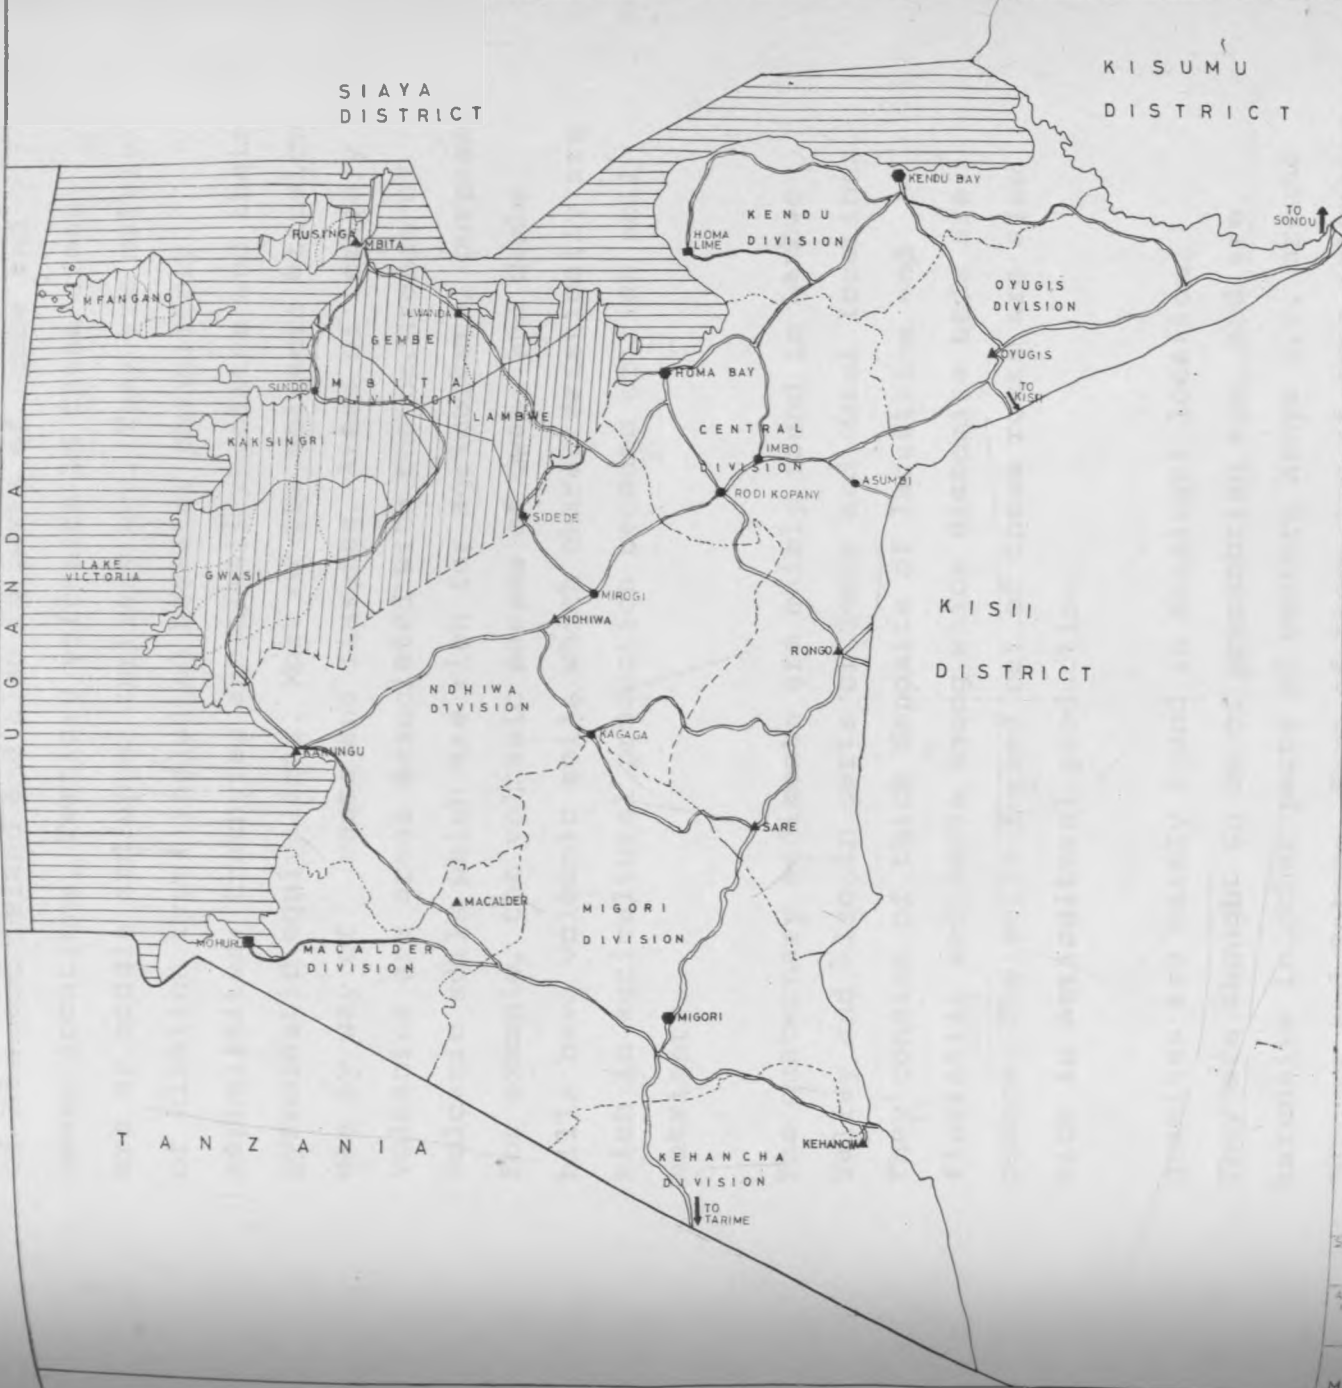 SIAYA
DISTRICT
KISUMU
DISTRICT
KENDU BAY
KENDU
DIVISION
HOMA
LIME
TO
SONDU
RUSINGA
MBITA
MFANGANO
LWANDA
GEMBE
OYUGIS
DIVISION
OYUGIS
TO
KISII
SINDO
MBITA
DIVISION
LAMBWE
HOMA BAY
KAKSINGRI
CENTRAL
DIVISION
IMBO
ASUMBI
RODI KOPANY
SIDEDE
UGANDA
LAKE
VICTORIA
GWASI
MIROGI
NDHIWA
KISII
DISTRICT
RONGO
NDHIWA
DIVISION
KAGAGA
KARUNGU
SARE
MACALDER
MIGORI
DIVISION
MOHURU
MACALDER
DIVISION
MIGORI
TANZANIA
KEHANCHA
KEHANCHA
DIVISION
TO
TARIME